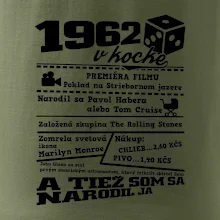 1962
v kocke
PREMIÉRA FILMU
Poklad na Striebornom jazere
Narodil sa Pavol Habera
alebo Tom Cruise
Založená skupina The Rolling Stones
Zomrela svetová
ikona
Marilyn Monroe
Nákup:
CHLIEB...2,60 KČS
PIVO...1,90 KČS
A TIEŽ SOM SA
NARODIL JA